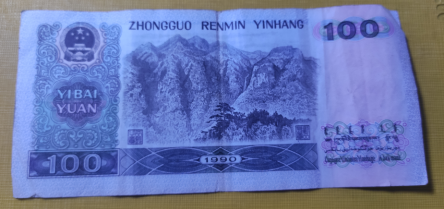 ZHONGGUO RENMIN YINHANG
100
YIBAI
YUAN
100
1990